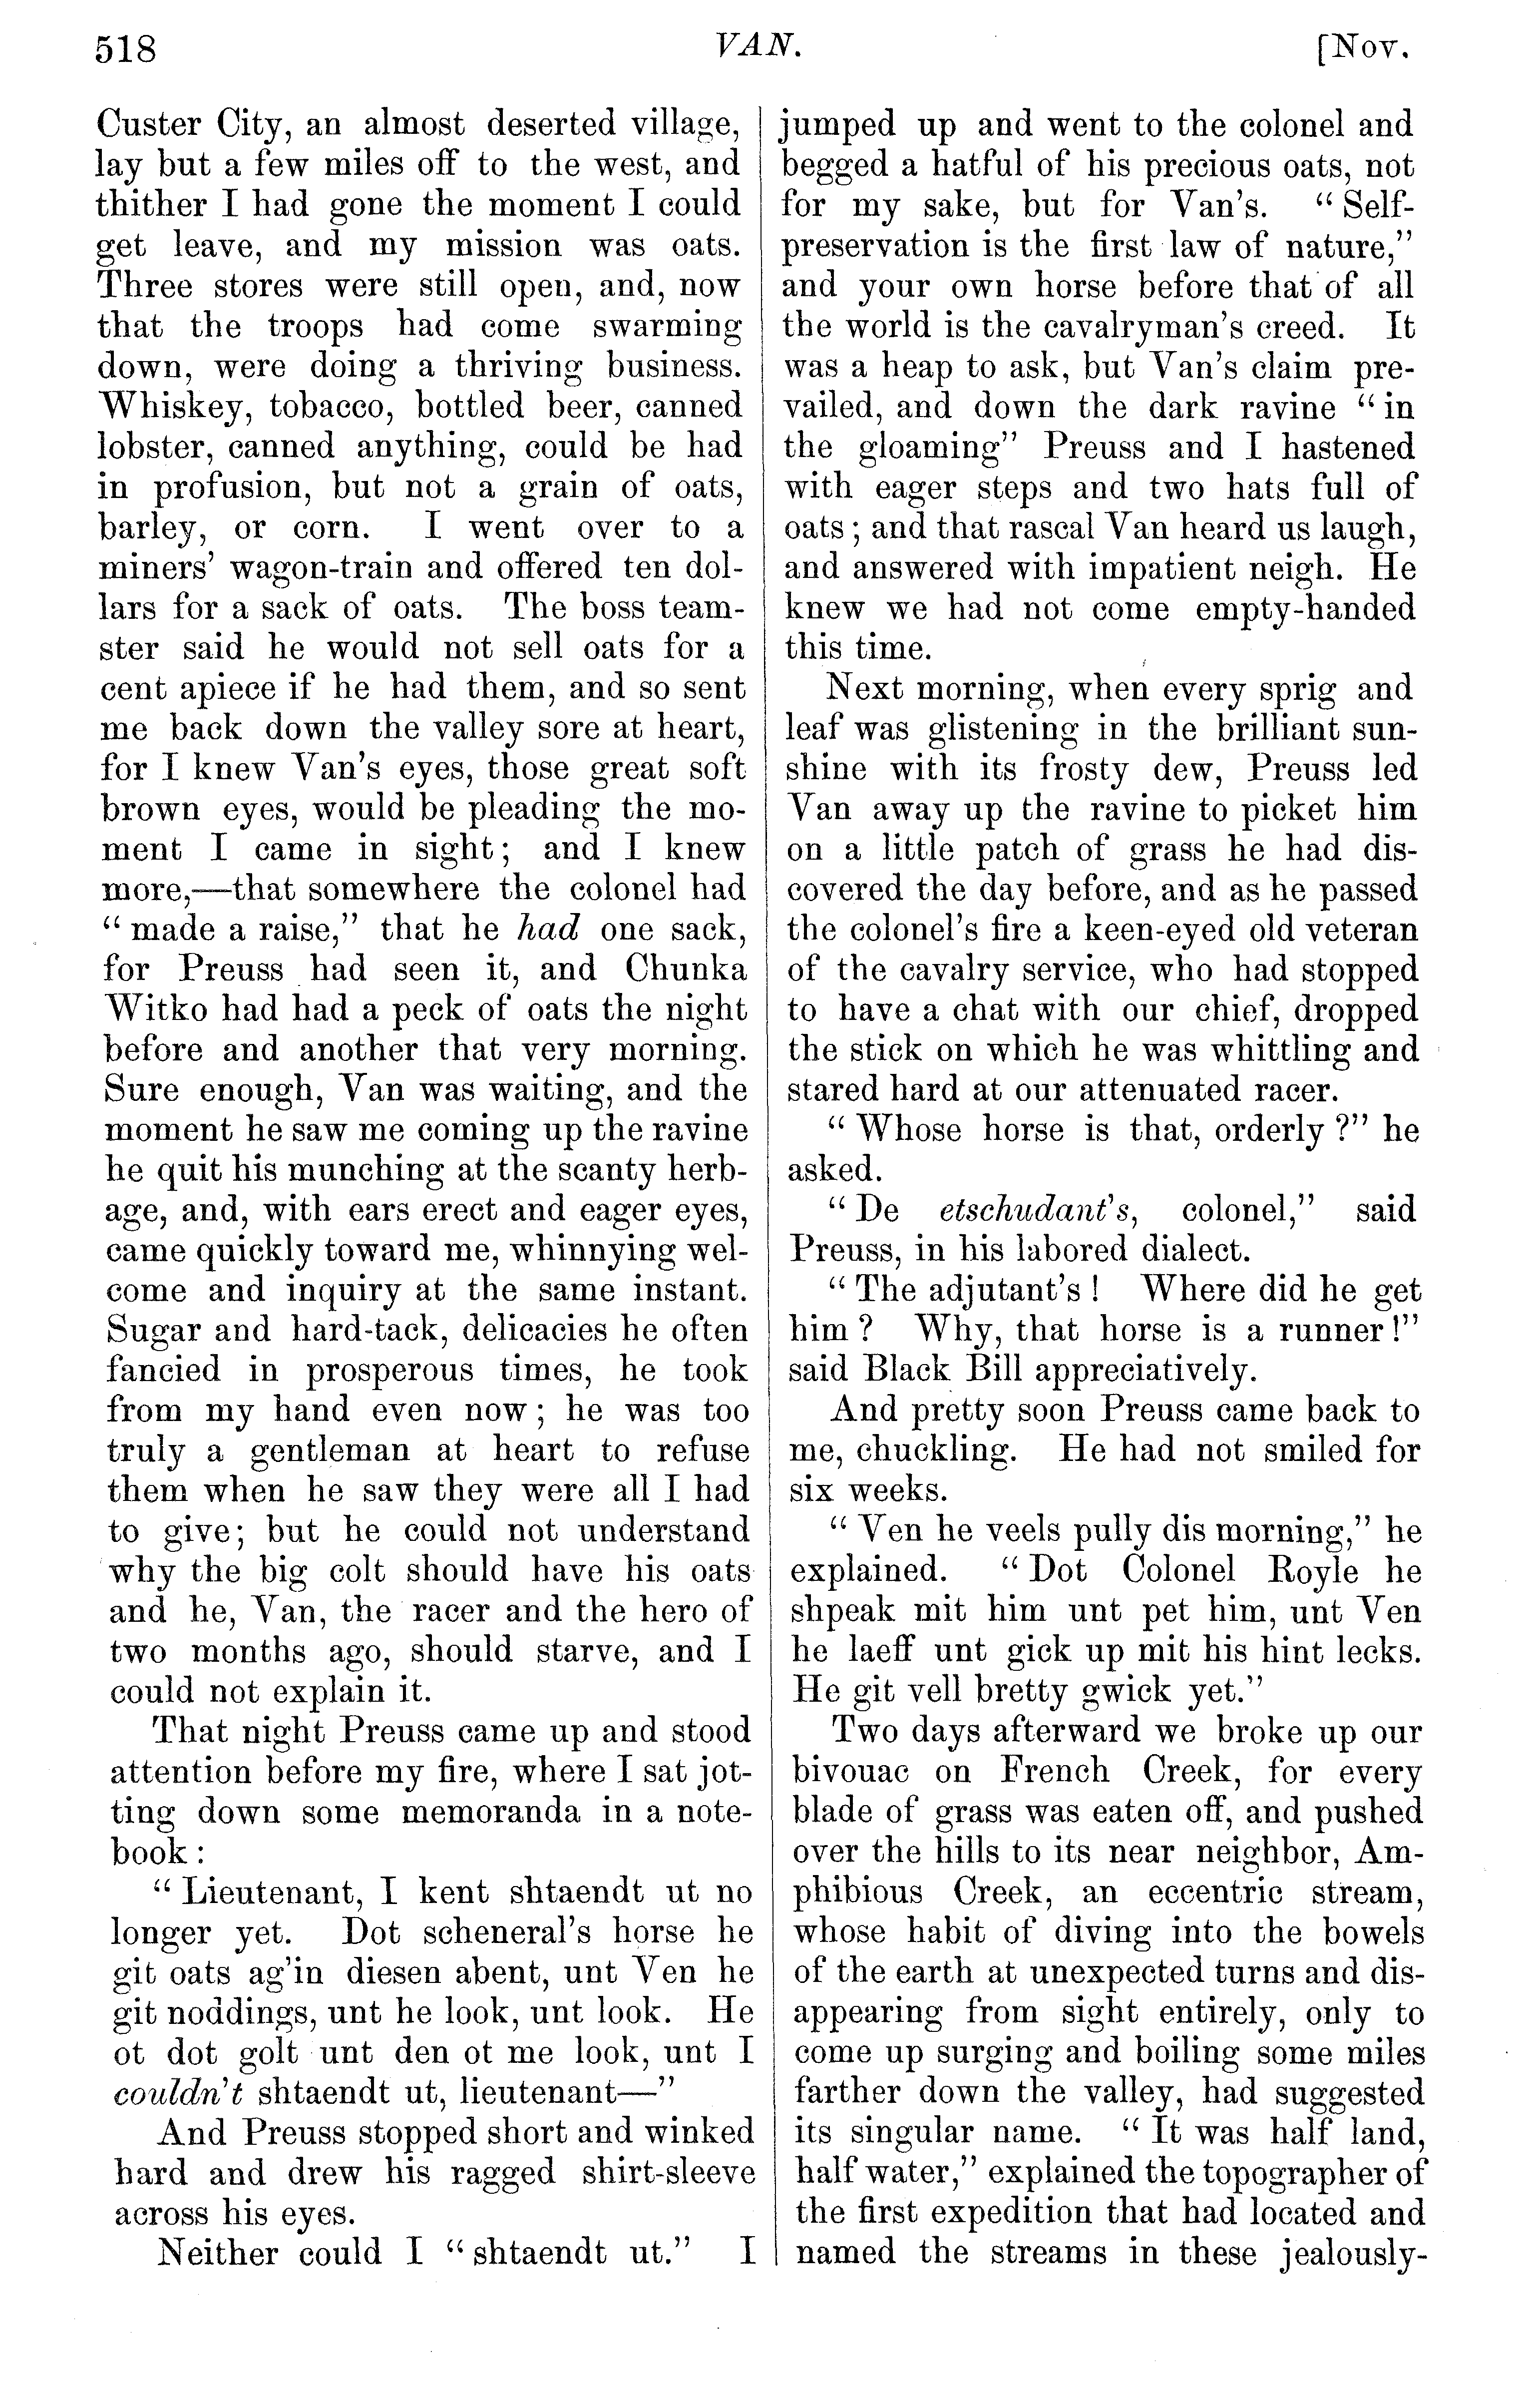 518
VAN.
[Nov.
Custer City, an almost deserted village,
lay but a few miles off to the west, and
thither I had gone the moment I could
get leave, and my mission was oats.
Three stores were still open, and, now
that the troops had come swarming
down, were doing a thriving business.
Whiskey, tobacco, bottled beer, canned
lobster, canned anything, could be had
in profusion, but not a grain of oats,
barley, or corn. I went over to a
miners' wagon-train and offered ten dol-
lars for a sack of oats. The boss team-
ster said he would not sell oats for a
cent apiece if he had them, and so sent
me back down the valley sore at heart,
for I knew Van's eyes, those great soft
brown eyes, would be pleading the mo-
ment I came in sight; and I knew
more,—that somewhere the colonel had
"made a raise," that he had one sack,
for Preuss had seen it, and Chunka
Witko had had a peck of oats the night
before and another that very morning.
Sure enough, Van was waiting, and the
moment he saw me coming up the ravine
he quit his munching at the scanty herb-
age, and, with ears erect and eager eyes,
came quickly toward me, whinnying wel-
come and inquiry at the same instant.
Sugar and hard-tack, delicacies he often
fancied in prosperous times, he took
from my hand even now; he was too
truly a gentleman at heart to refuse
them when he saw they were all I had
to give; but he could not understand
why the big colt should have his oats
and he, Van, the racer and the hero of
two months ago, should starve, and I
could not explain it.
That night Preuss came up and stood
attention before my fire, where I sat jot-
ting down some memoranda in a note-
book:
"Lieutenant, I kent shtaendt ut no
longer yet. Dot scheneral's horse he
git oats ag'in diesen abent, unt Ven he
git noddings, unt he look, unt look. He
ot dot golt unt den ot me look, unt I
couldn't shtaendt ut, lieutenant—"
And Preuss stopped short and winked
hard and drew his ragged shirt-sleeve
across his eyes.
Neither could I "shtaendt ut." I
jumped up and went to the colonel and
begged a hatful of his precious oats, not
for my sake, but for Van's. "Self-
preservation is the first law of nature,"
and your own horse before that of all
the world is the cavalryman's creed. It
was a heap to ask, but Van's claim pre-
vailed, and down the dark ravine "in
the gloaming" Preuss and I hastened
with eager steps and two hats full of
oats; and that rascal Van heard us laugh,
and answered with impatient neigh. He
knew we had not come empty-handed
this time.
Next morning, when every sprig and
leaf was glistening in the brilliant sun-
shine with its frosty dew, Preuss led
Van away up the ravine to picket him
on a little patch of grass he had dis-
covered the day before, and as he passed
the colonel's fire a keen-eyed old veteran
of the cavalry service, who had stopped
to have a chat with our chief, dropped
the stick on which he was whittling and
stared hard at our attenuated racer.
"Whose horse is that, orderly?" he
asked.
"De etschudant's, colonel," said
Preuss, in his labored dialect.
"The adjutant's! Where did he get
him? Why, that horse is a runner!"
said Black Bill appreciatively.
And pretty soon Preuss came back to
me, chuckling. He had not smiled for
six weeks.
"Ven he veels pully dis morning," he
explained. "Dot Colonel Royle he
shpeak mit him unt pet him, unt Ven
he laeff unt gick up mit his hint lecks.
He git vell bretty gwick yet."
Two days afterward we broke up our
bivouac on French Creek, for every
blade of grass was eaten off, and pushed
over the hills to its near neighbor, Am-
phibious Creek, an eccentric stream,
whose habit of diving into the bowels
of the earth at unexpected turns and dis-
appearing from sight entirely, only to
come up surging and boiling some miles
farther down the valley, had suggested
its singular name. "It was half land,
half water," explained the topographer of
the first expedition that had located and
named the streams in these jealously-